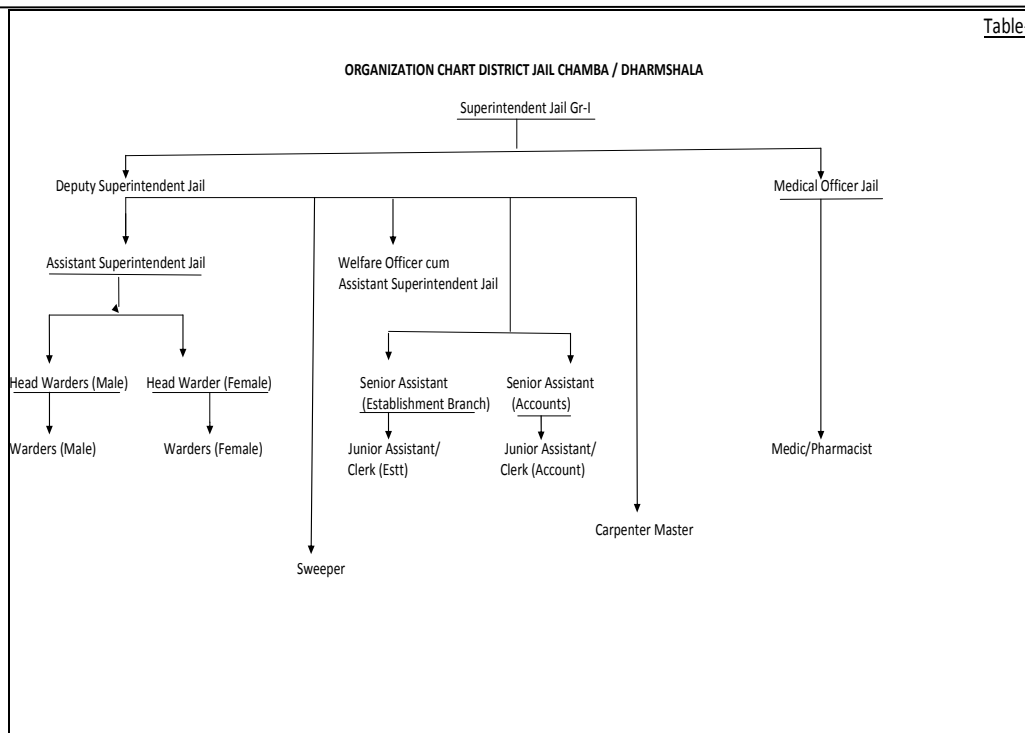 Table-
ORGANIZATION CHART DISTRICT JAIL CHAMBA / DHARMSHALA
Superintendent Jail Gr-I
Deputy Superintendent Jail
Medical Officer Jail
Assistant Superintendent Jail
Welfare Officer cum
Assistant Superintendent Jail
Head Warders (Male)
Head Warder (Female)
Senior Assistant
(Establishment Branch)
Senior Assistant
(Accounts)
Warders (Male)
Warders (Female)
Junior Assistant/
Clerk (Estt)
Junior Assistant/
Clerk (Account)
Medic/Pharmacist
Carpenter Master
Sweeper